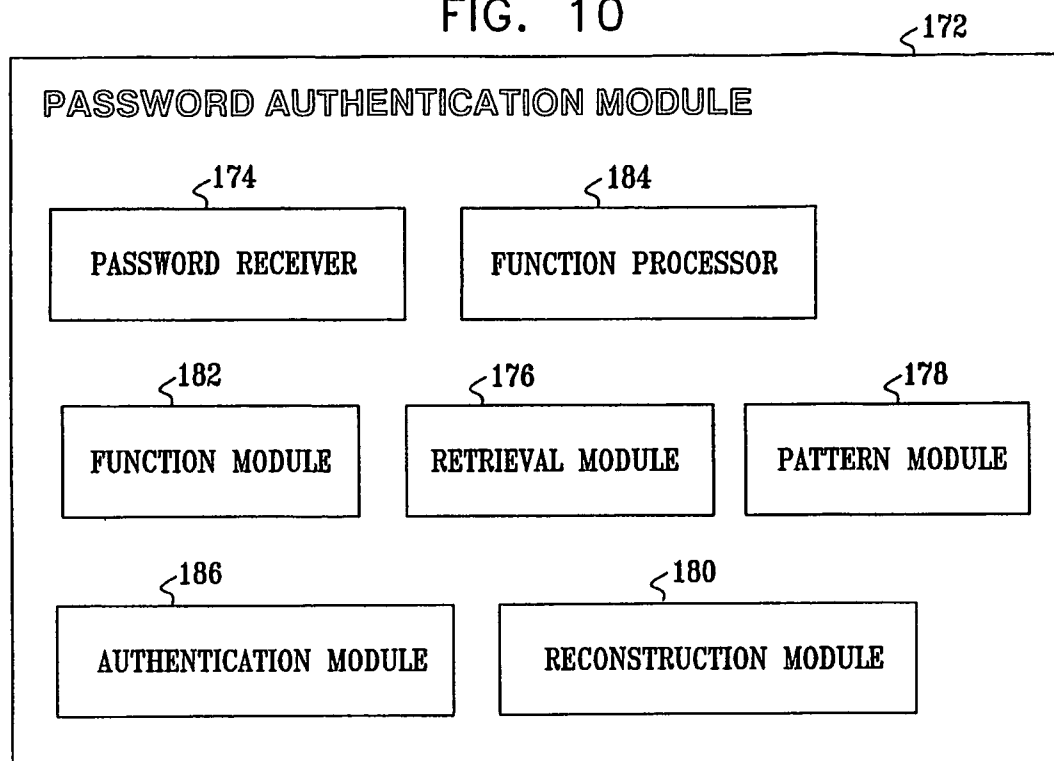 FIG. 10
172
PASSWORD AUTHENTICATION MODULE
174
184
PASSWORD RECEIVER
FUNCTION PROCESSOR
182
176
178
FUNCTION MODULE
RETRIEVAL MODULE
PATTERN MODULE
186
180
AUTHENTICATION MODULE
RECONSTRUCTION MODULE